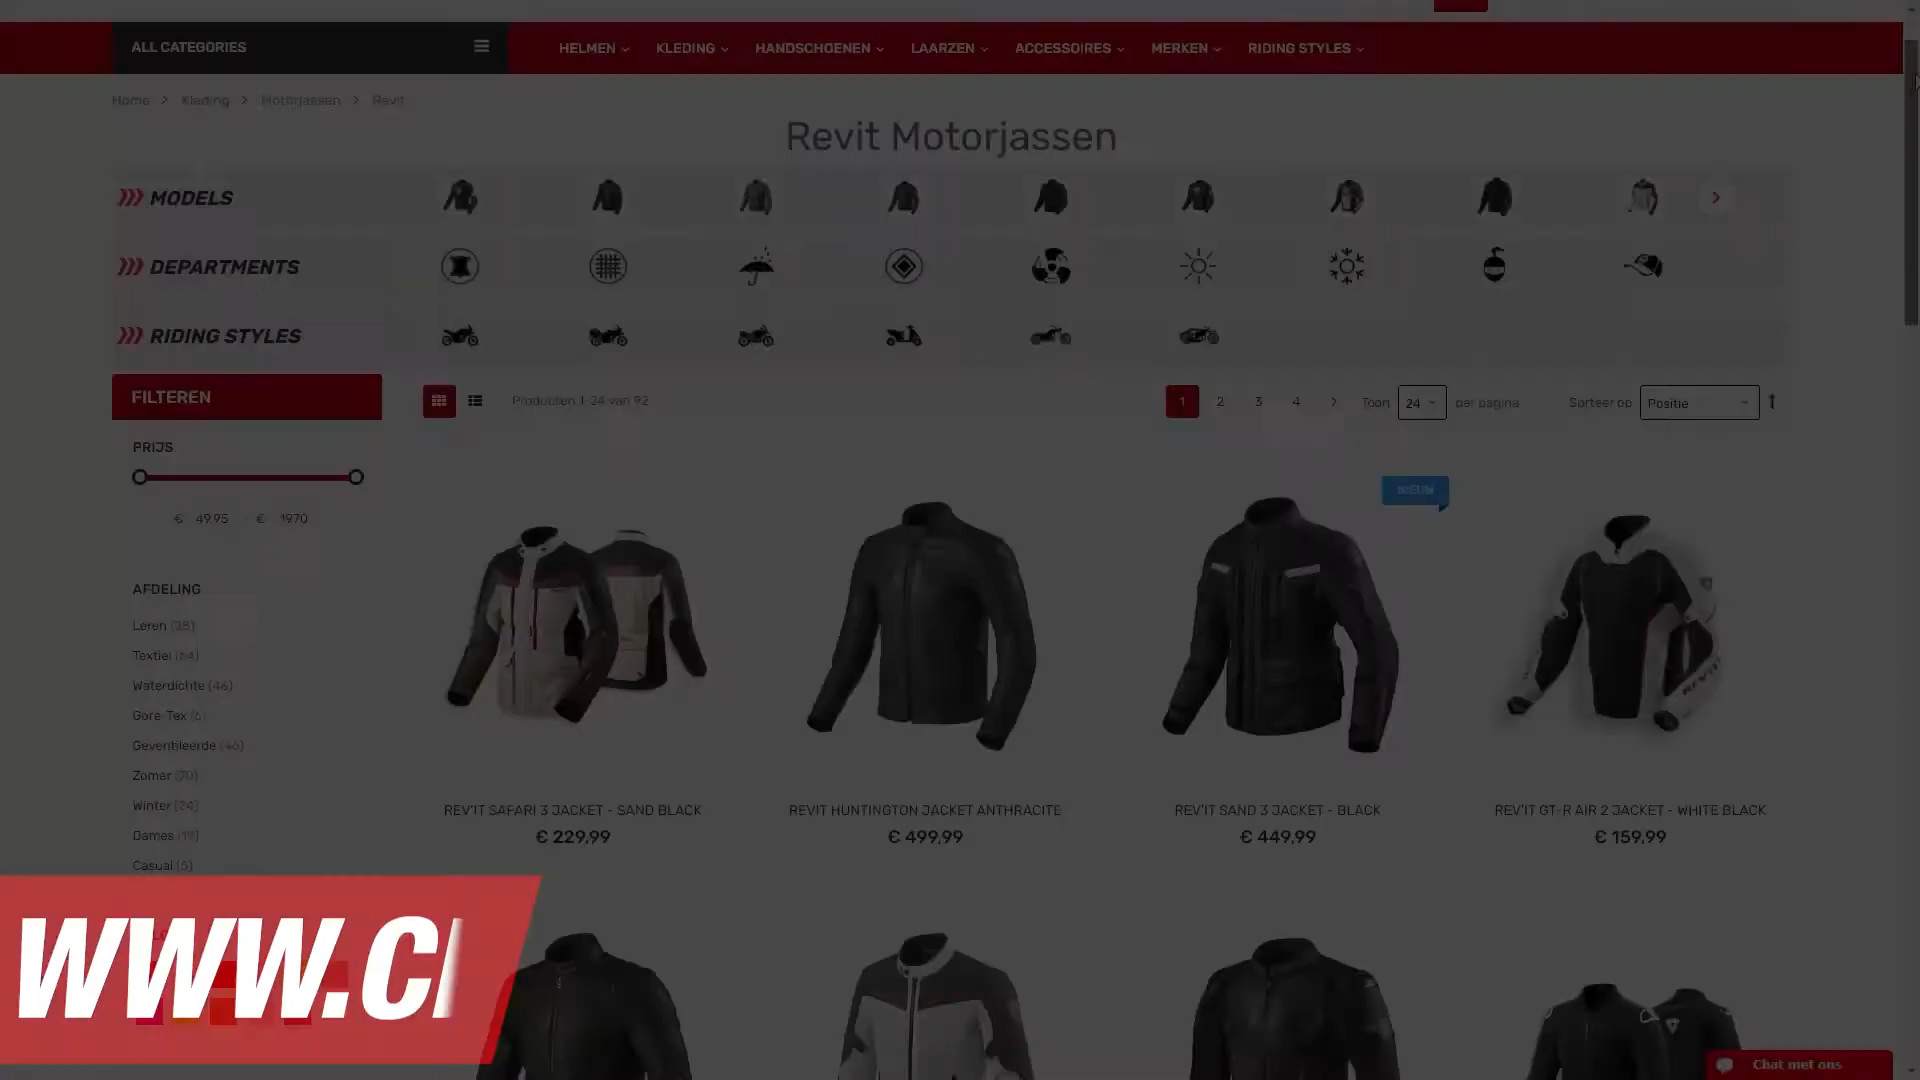 ALL CATEGORIES
HELMEN KLEDING HANDSCHOENEN LAARZEN ACCESSOIRES MERKEN RIDING STYLES
Home > Kleding > Motorjassen > Revit
Revit Motorjassen
MODELS
DEPARTMENTS
RIDING STYLES
FILTEREN
Producten 1-24 van 92
1 2 3 4 > Toon 24 per pagina Sorteer op Positie
PRIJS
€ 49.95 - € 1970
NIEUW
AFDELING
Leren (28)
Textiel (64)
Waterdichte (46)
Gore-Tex (6)
Geventileerde (46)
Zomer (70)
Winter (24)
Dames (19)
Casual (5)
REV'IT SAFARI 3 JACKET - SAND BLACK
€ 229,99
REVIT HUNTINGTON JACKET ANTHRACITE
€ 499,99
REV'IT SAND 3 JACKET - BLACK
€ 449,99
REV'IT GT-R AIR 2 JACKET - WHITE BLACK
€ 159,99
WWW.C
Chat met ons